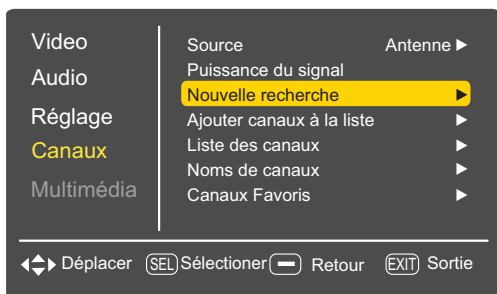 Video
Audio
Réglage
Canaux
Multimédia
Source Antenne ▶
Puissance du signal
Nouvelle recherche ▶
Ajouter canaux à la liste ▶
Liste des canaux ▶
Noms de canaux ▶
Canaux Favoris ▶
Déplacer SEL Sélectioner Retour EXIT Sortie